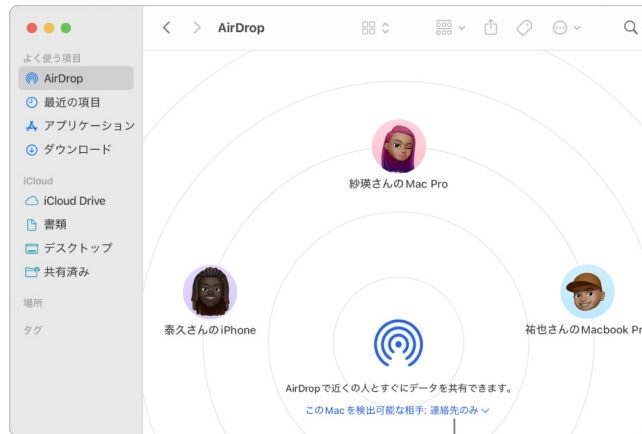 AirDrop
よく使う項目
AirDrop
最近の項目
アプリケーション
ダウンロード
iCloud
iCloud Drive
書類
デスクトップ
共有済み
場所
タグ
紗瑛さんのMac Pro
泰久さんのiPhone
祐也さんのMacbook Pr
AirDropで近くの人とすぐにデータを共有できます。
このMacを検出可能な相手: 連絡先のみ